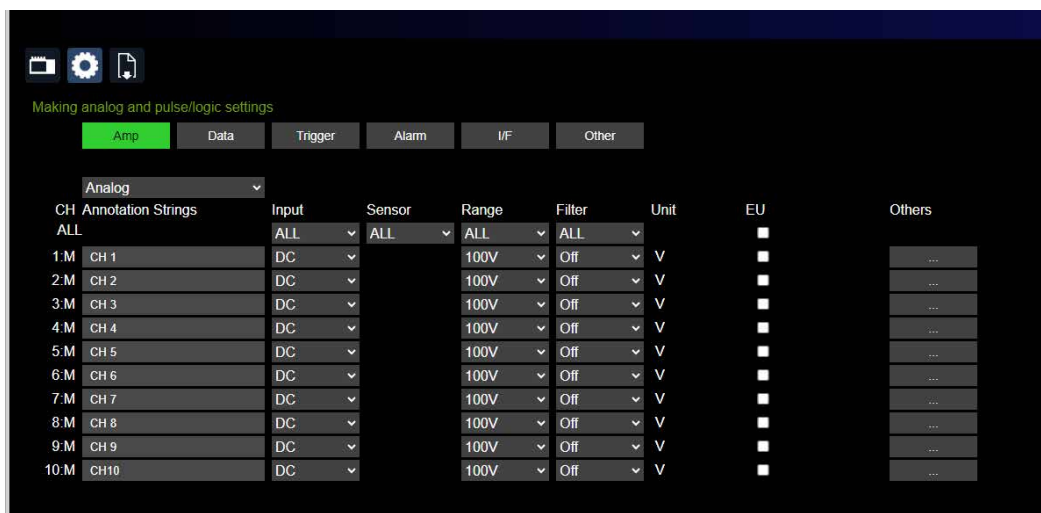 Making analog and pulse/logic settings
Amp Data Trigger Alarm I/F Other
Analog
CH Annotation Strings Input Sensor Range Filter Unit EU Others
ALL ALL ALL ALL ALL
1:M CH 1 DC 100V Off V ...
2:M CH 2 DC 100V Off V ...
3:M CH 3 DC 100V Off V ...
4:M CH 4 DC 100V Off V ...
5:M CH 5 DC 100V Off V ...
6:M CH 6 DC 100V Off V ...
7:M CH 7 DC 100V Off V ...
8:M CH 8 DC 100V Off V ...
9:M CH 9 DC 100V Off V ...
10:M CH10 DC 100V Off V ...